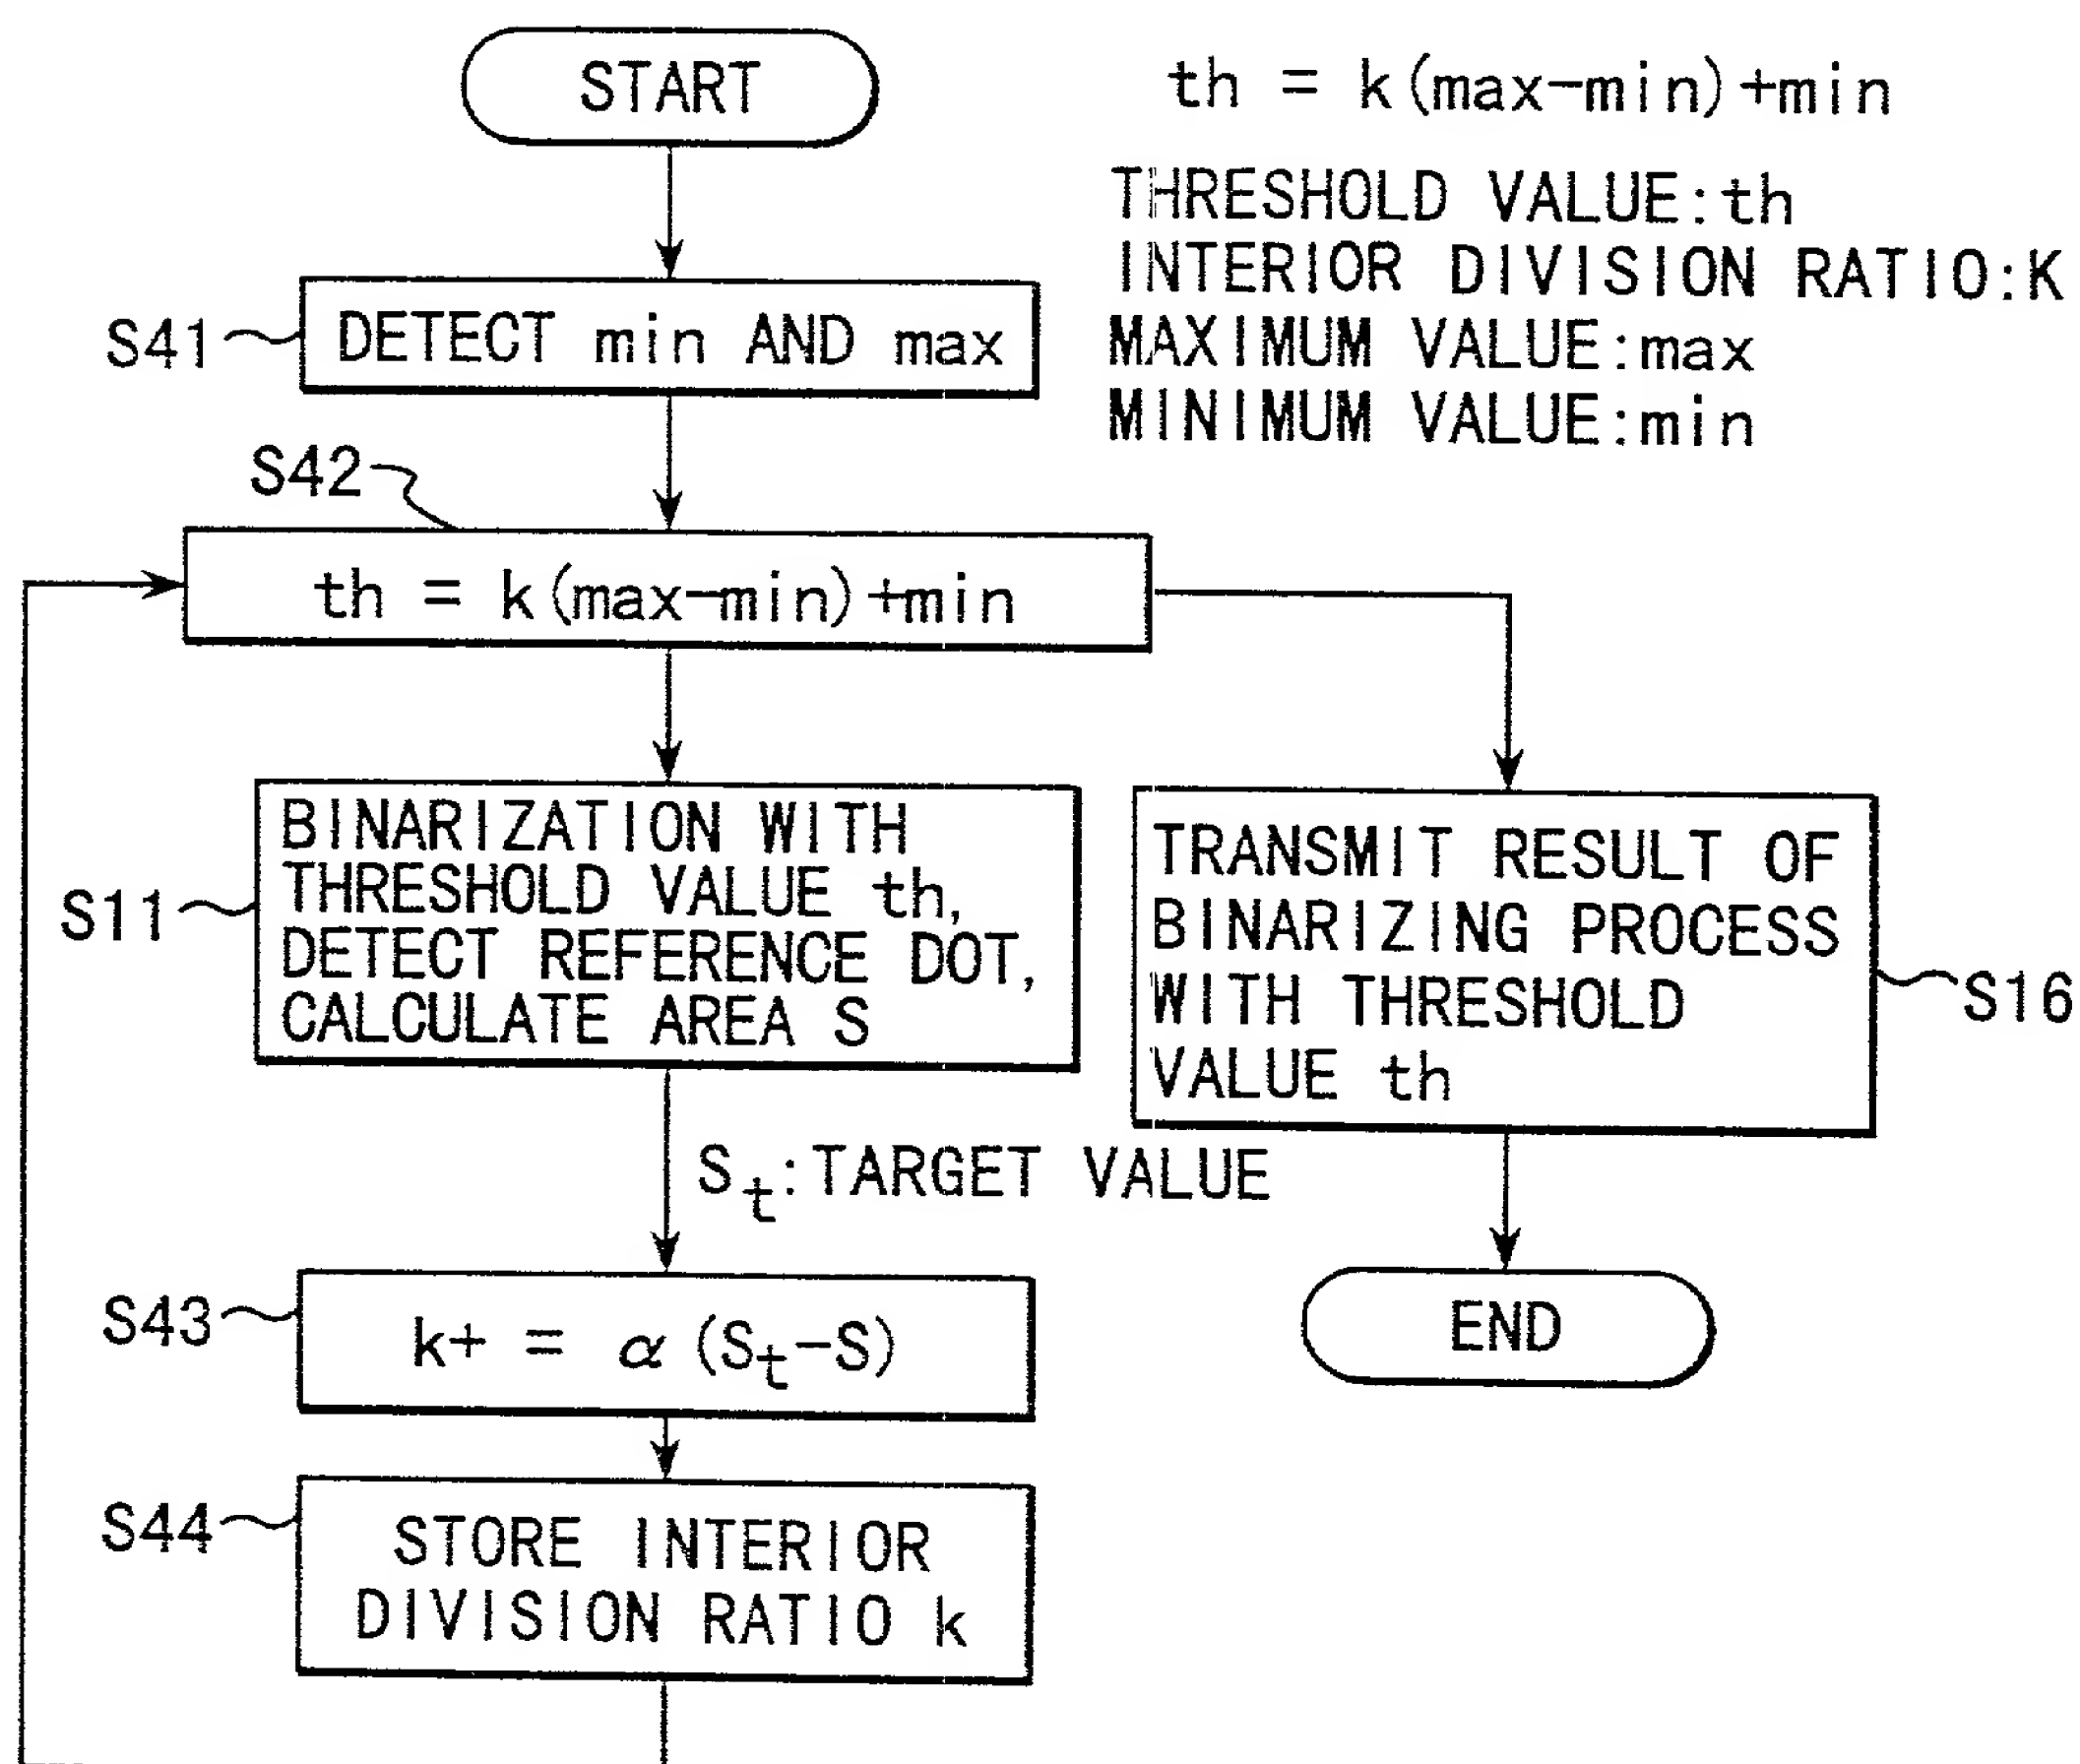 START
th = k(max-min)+min
THRESHOLD VALUE:th
INTERIOR DIVISION RATIO:K
MAXIMUM VALUE:max
MINIMUM VALUE:min
S41
DETECT min AND max
S42
th = k(max-min)+min
S11
BINARIZATION WITH
THRESHOLD VALUE th,
DETECT REFERENCE DOT,
CALCULATE AREA S
TRANSMIT RESULT OF
BINARIZING PROCESS
WITH THRESHOLD
VALUE th
S16
St:TARGET VALUE
S43
k+ = α(St-S)
END
S44
STORE INTERIOR
DIVISION RATIO k